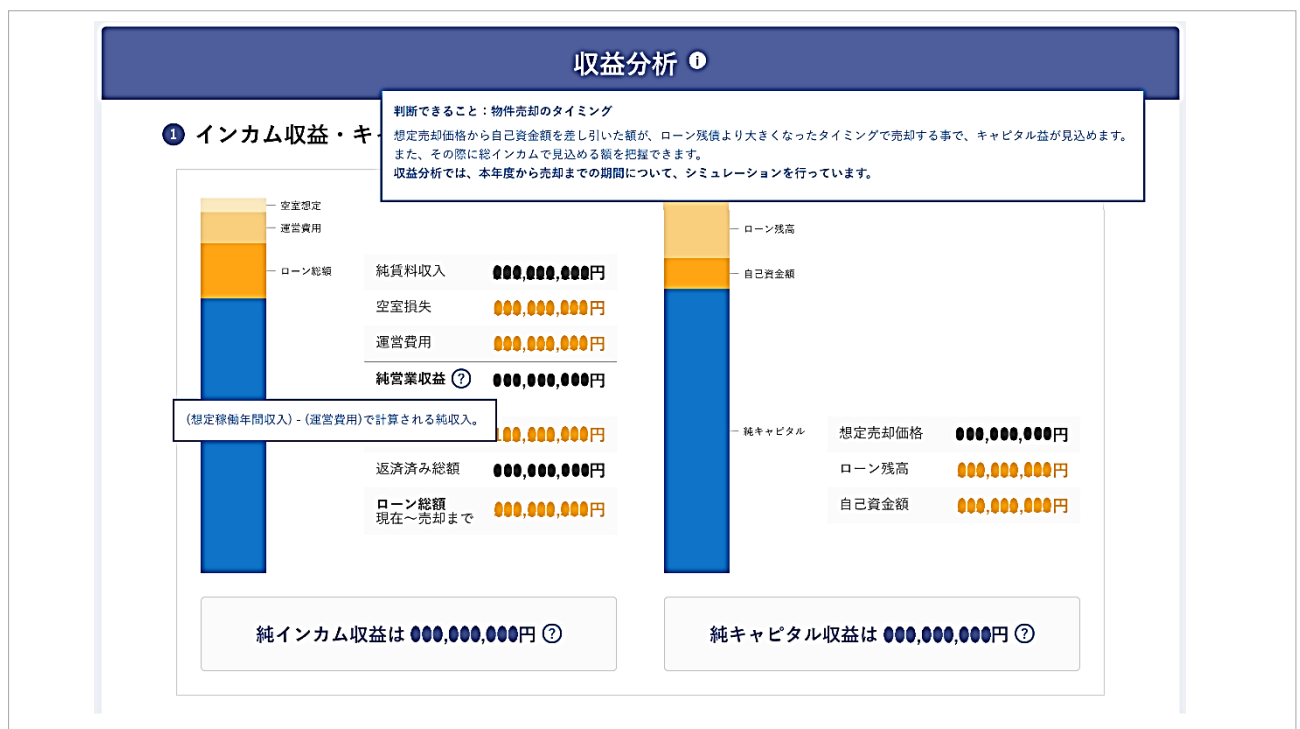 収益分析
判断できること：物件売却のタイミング
想定売却価格から自己資金額を差し引いた額が、ローン残債より大きくなったタイミングで売却する事で、キャピタル益が見込めます。
また、その際に総インカムで見込める額を把握できます。
収益分析では、本年度から売却までの期間について、シミュレーションを行っています。
1 インカム収益・キ
空室想定
運営費用
ローン総額
純賃料収入 000,000,000円
空室損失 000,000,000円
運営費用 000,000,000円
純営業収益 ? 000,000,000円
(想定稼働年間収入) - (運営費用)で計算される純収入。
00,000,000円
返済済み総額 000,000,000円
ローン総額 000,000,000円
現在〜売却まで
純インカム収益は 000,000,000円 ?
ローン残高
自己資金額
純キャピタル
想定売却価格 000,000,000円
ローン残高 000,000,000円
自己資金額 000,000,000円
純キャピタル収益は 000,000,000円 ?